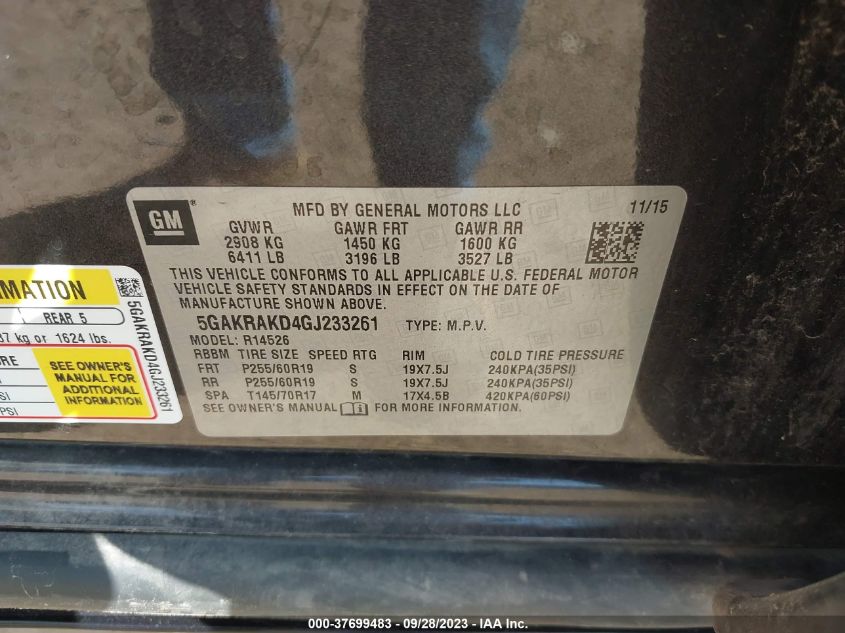 GM
MFD BY GENERAL MOTORS LLC 11/15
GVWR GAWR FRT GAWR RR
2908 KG 1450 KG 1600 KG
6411 LB 3196 LB 3527 LB
THIS VEHICLE CONFORMS TO ALL APPLICABLE U.S. FEDERAL MOTOR
VEHICLE SAFETY STANDARDS IN EFFECT ON THE DATE OF
MANUFACTURE SHOWN ABOVE.
5GAKRAKD4GJ233261 TYPE: M.P.V.
MODEL: R14526
RBBM TIRE SIZE SPEED RTG RIM COLD TIRE PRESSURE
FRT P255/60R19 S 19X7.5J 240KPA(35PSI)
RR P255/60R19 S 19X7.5J 240KPA(35PSI)
SPA T145/70R17 M 17X4.5B 420KPA(60PSI)
SEE OWNER'S MANUAL FOR MORE INFORMATION.
REAR 5
kg or 1624 lbs.
SEE OWNER'S
MANUAL FOR
ADDITIONAL
INFORMATION
5GAKRAKD4GJ233261
000-37699483 - 09/28/2023 - IAA Inc.